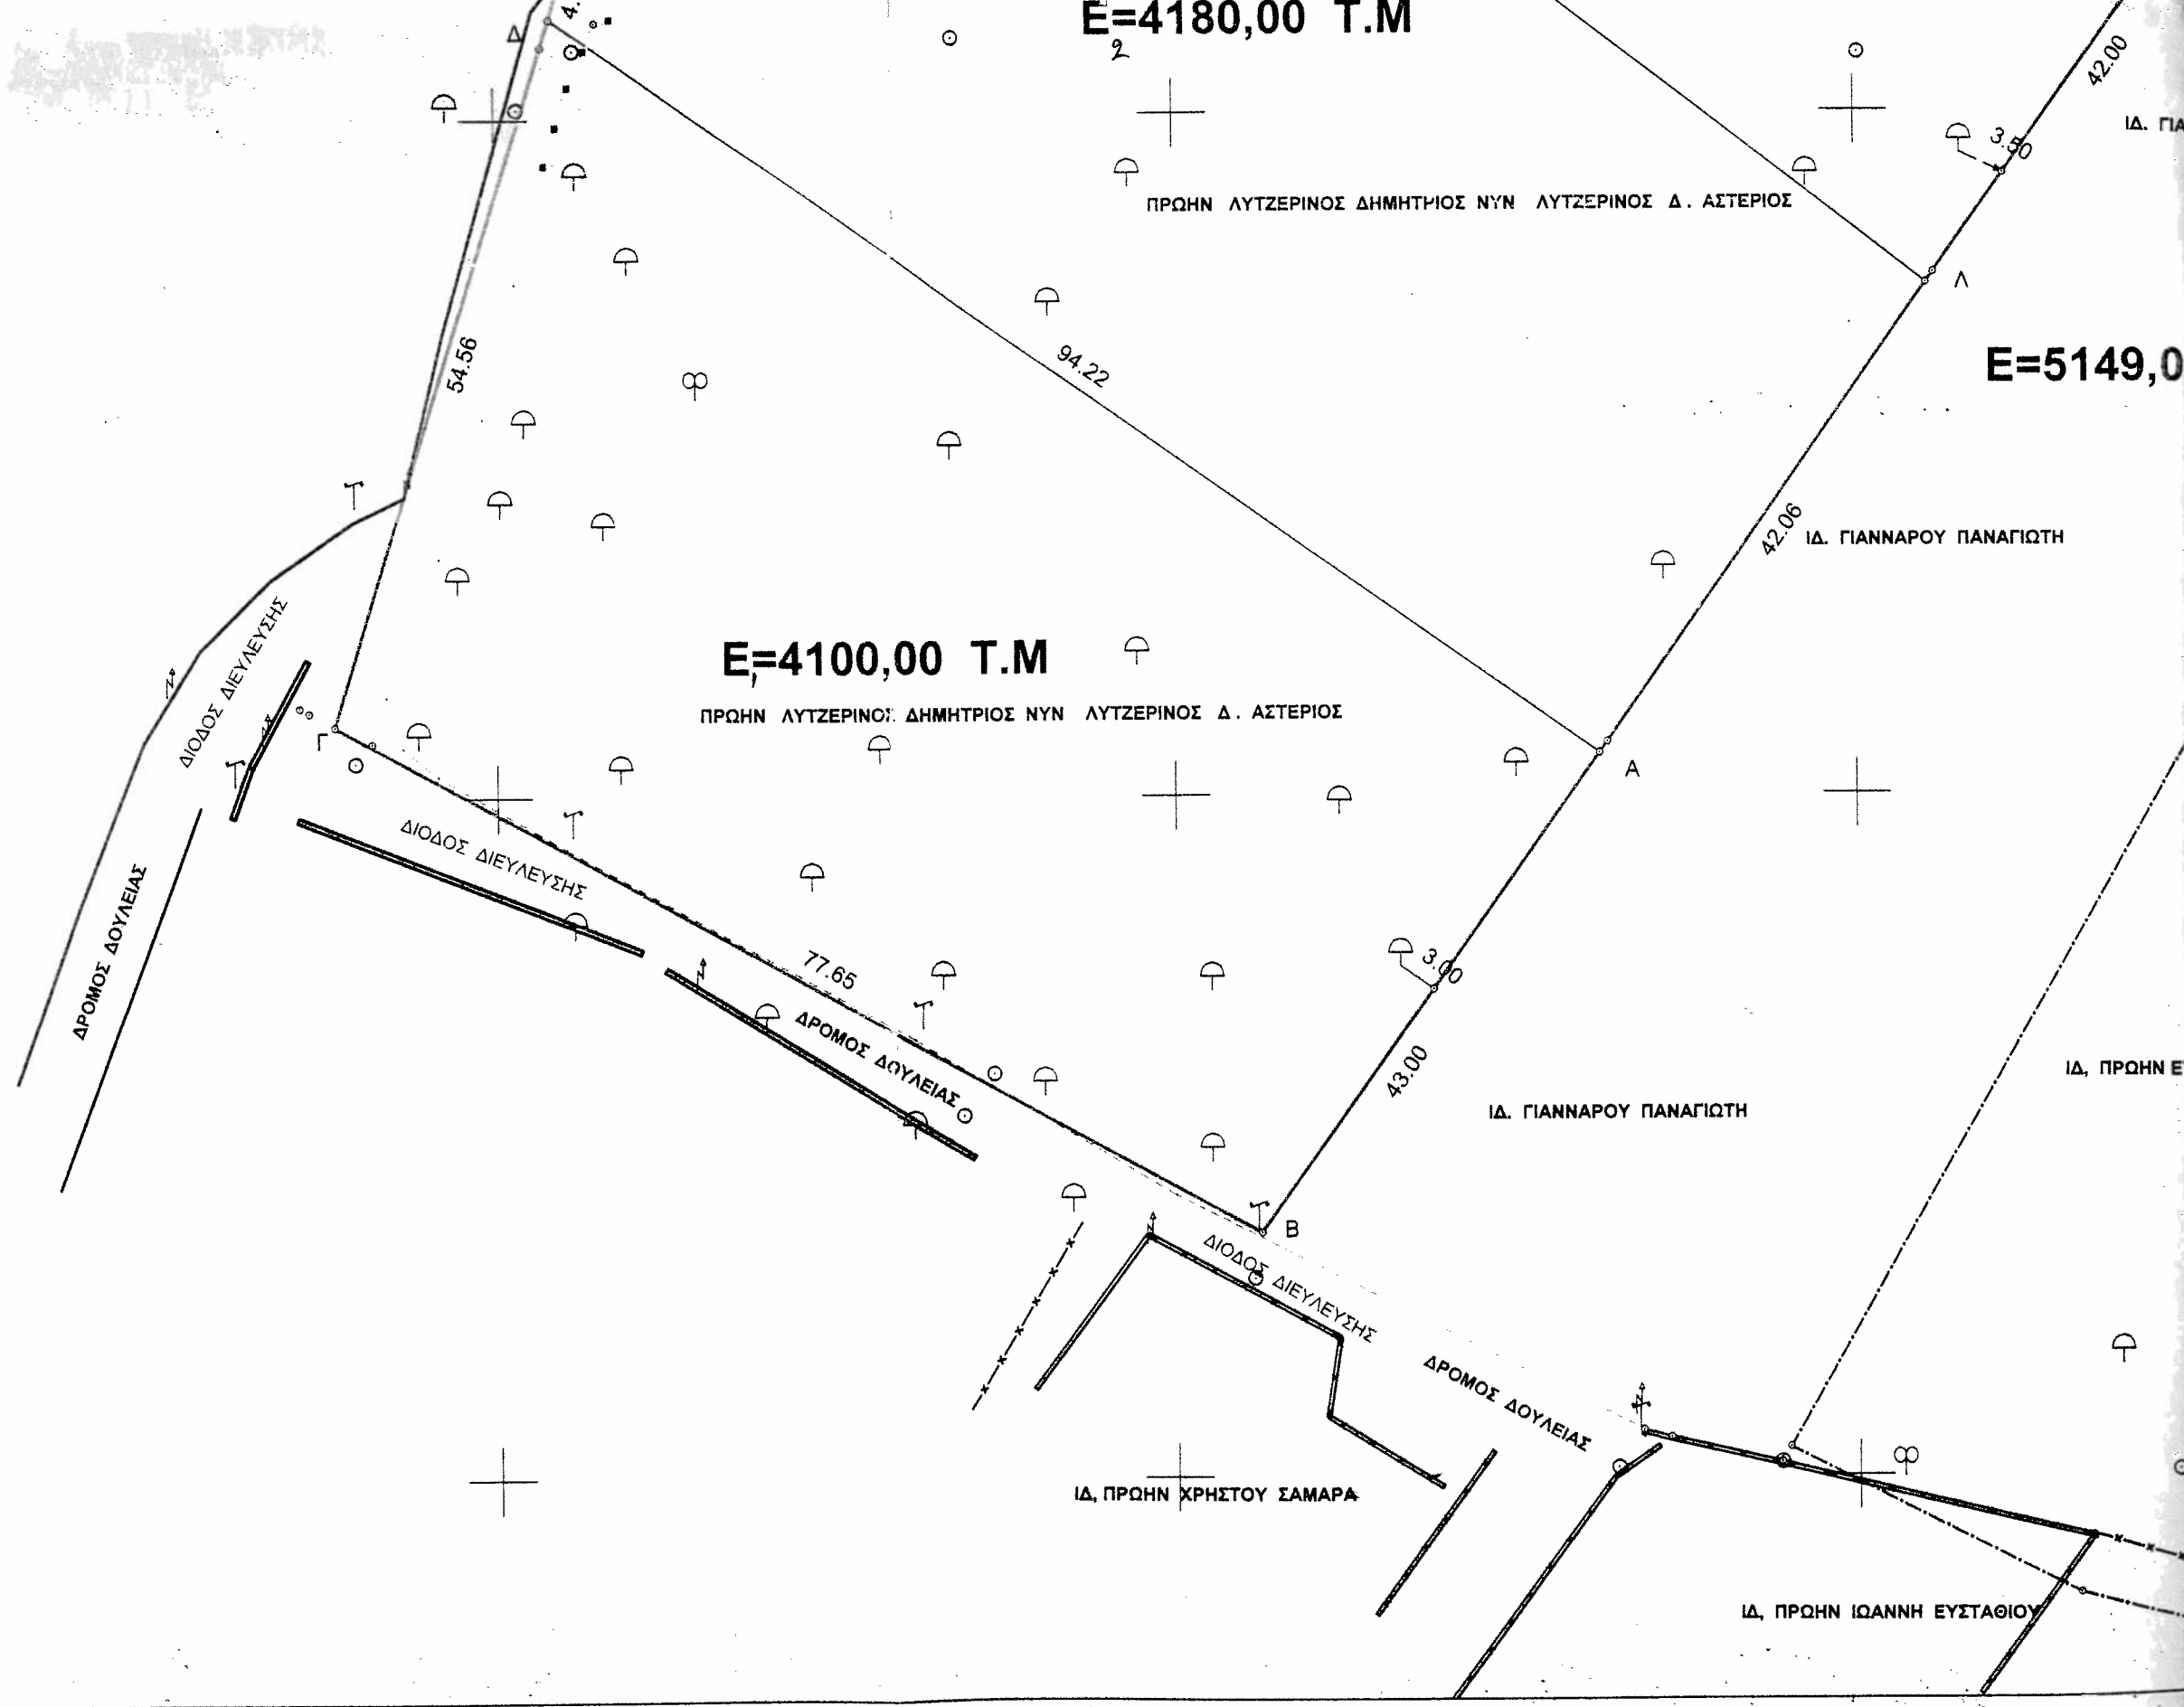 4.
E=4180,00 Τ.Μ
2
Δ
42.00
3.50
ΙΔ. ΓΙΑ
ΠΡΩΗΝ ΛΥΤΖΕΡΙΝΟΣ ΔΗΜΗΤΡΙΟΣ ΝΥΝ ΛΥΤΖΕΡΙΝΟΣ Δ. ΑΣΤΕΡΙΟΣ
Λ
54.56
94.22
E=5149,0
42.06
ΙΔ. ΓΙΑΝΝΑΡΟΥ ΠΑΝΑΓΙΩΤΗ
ΔΙΟΔΟΣ ΔΙΕΥΛΕΥΣΗΣ
E=4100,00 Τ.Μ
ΠΡΩΗΝ ΛΥΤΖΕΡΙΝΟΣ ΔΗΜΗΤΡΙΟΣ ΝΥΝ ΛΥΤΖΕΡΙΝΟΣ Δ. ΑΣΤΕΡΙΟΣ
Γ
Α
ΔΙΟΔΟΣ ΔΙΕΥΛΕΥΣΗΣ
ΔΡΟΜΟΣ ΔΟΥΛΕΙΑΣ
77.65
3.00
ΔΡΟΜΟΣ ΔΟΥΛΕΙΑΣ
43.00
ΙΔ, ΠΡΩΗΝ Ε
ΙΔ. ΓΙΑΝΝΑΡΟΥ ΠΑΝΑΓΙΩΤΗ
Β
ΔΙΟΔΟΣ ΔΙΕΥΛΕΥΣΗΣ
ΔΡΟΜΟΣ ΔΟΥΛΕΙΑΣ
ΙΔ, ΠΡΩΗΝ ΧΡΗΣΤΟΥ ΣΑΜΑΡΑ
ΙΔ, ΠΡΩΗΝ ΙΩΑΝΝΗ ΕΥΣΤΑΘΙΟΥ